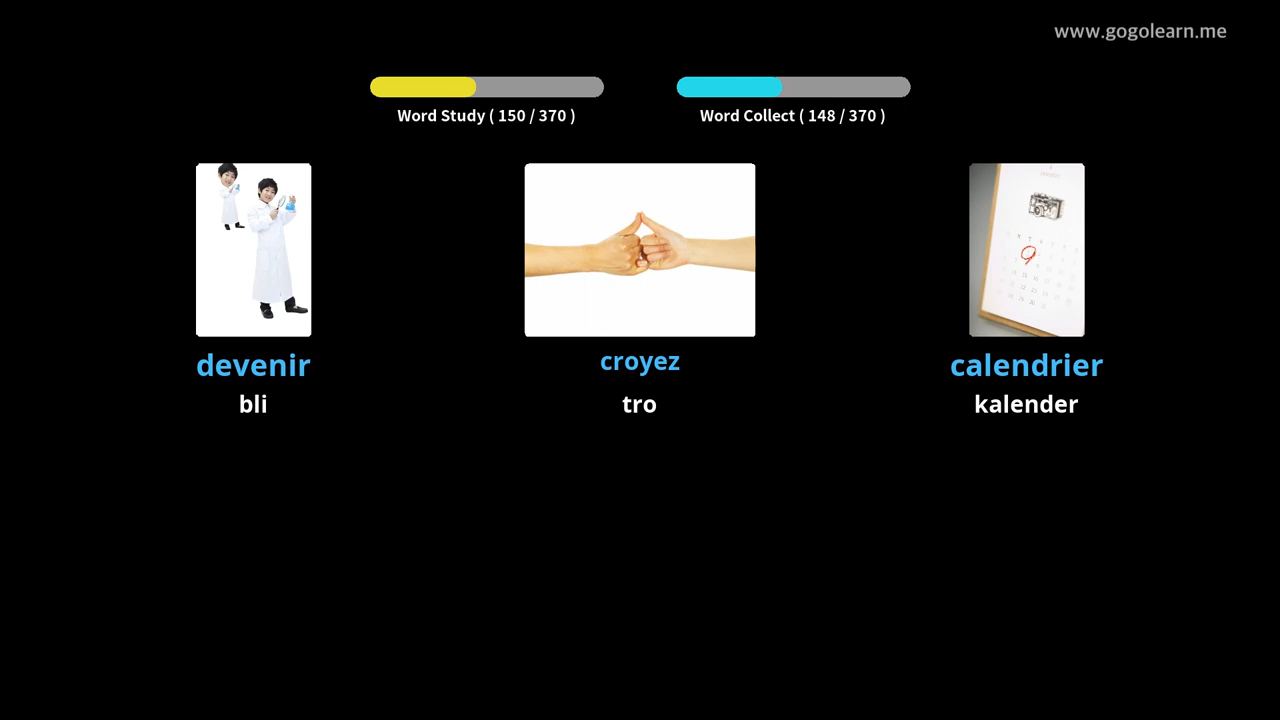 www.gogolearn.me
Word Study ( 150 / 370 )
Word Collect ( 148 / 370 )
devenir
bli
croyez
tro
calendrier
kalender